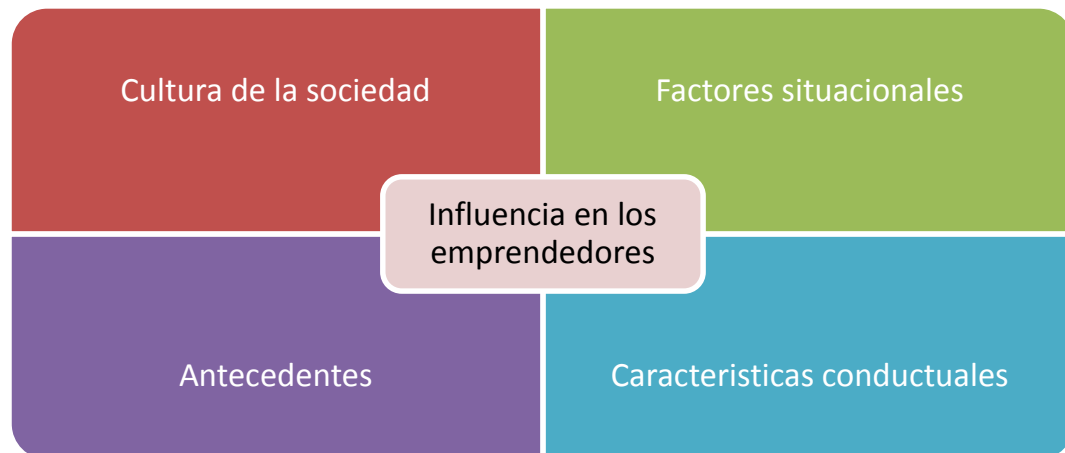 Cultura de la sociedad
Factores situacionales
Influencia en los
emprendedores
Antecedentes
Caracteristicas conductuales